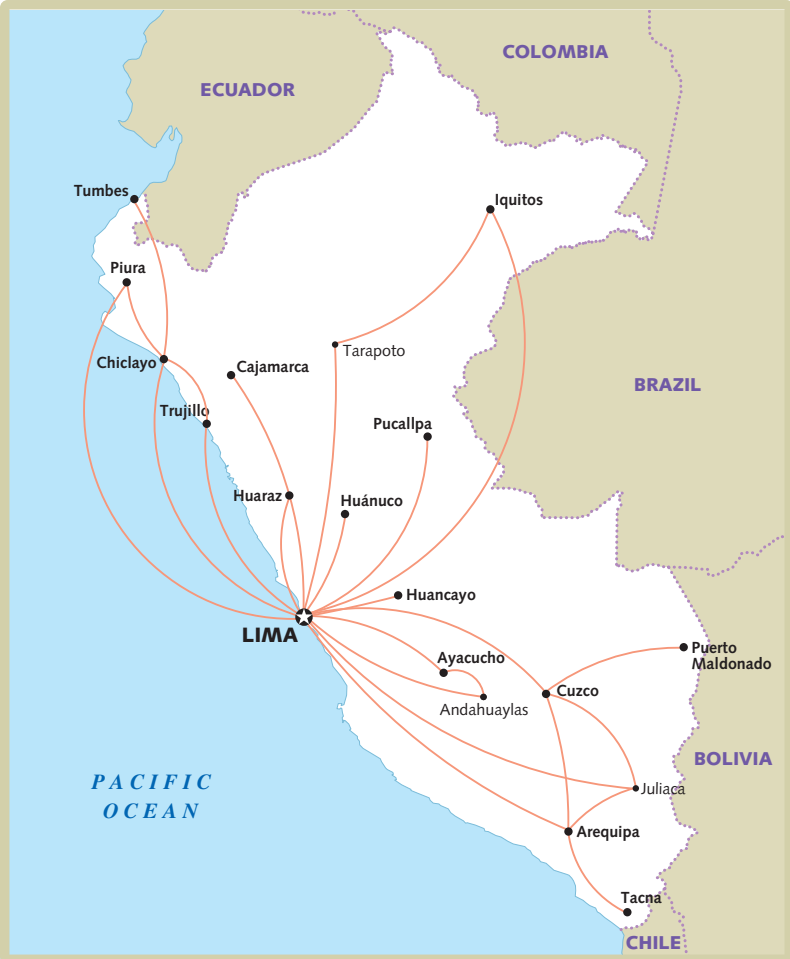 COLOMBIA
ECUADOR
Tumbes
Iquitos
Piura
Tarapoto
Chiclayo
Cajamarca
BRAZIL
Trujillo
Pucallpa
Huaraz
Huánuco
Huancayo
LIMA
Ayacucho
Puerto
Maldonado
Cuzco
Andahuaylas
BOLIVIA
PACIFIC
OCEAN
Juliaca
Arequipa
Tacna
CHILE